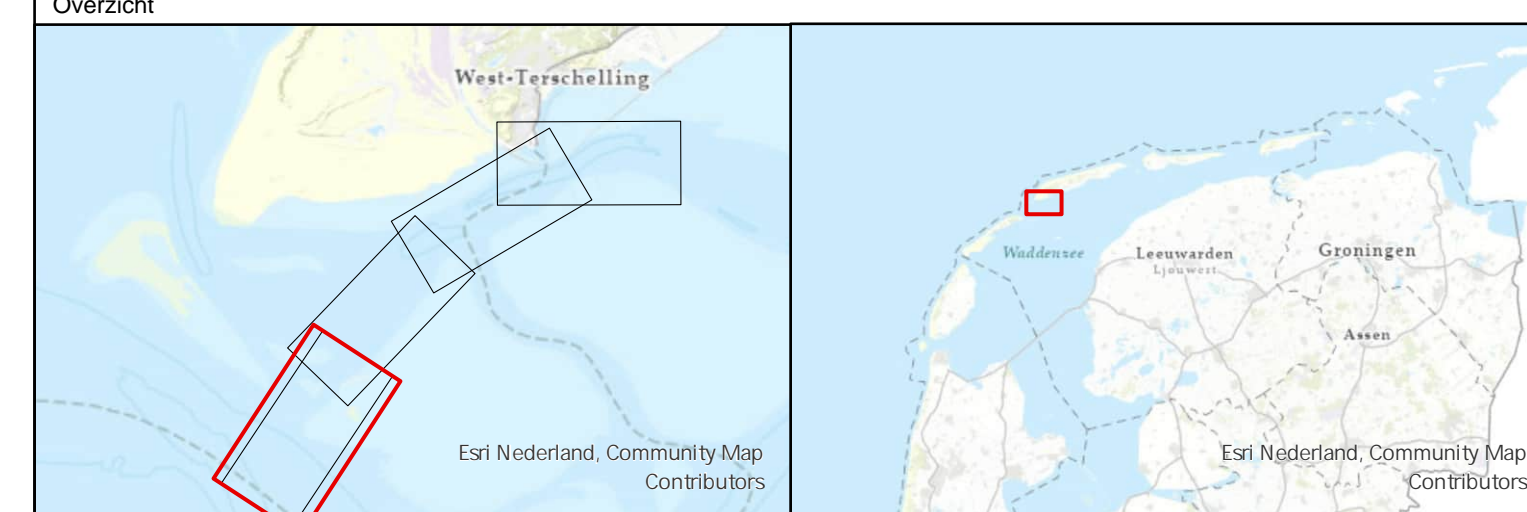 Overzicht
West-Terschelling
Esri Nederland, Community Map
Contributors
Waddenzee
Leeuwarden
Ljouwert
Groningen
Assen
Esri Nederland, Community Map
Contributors